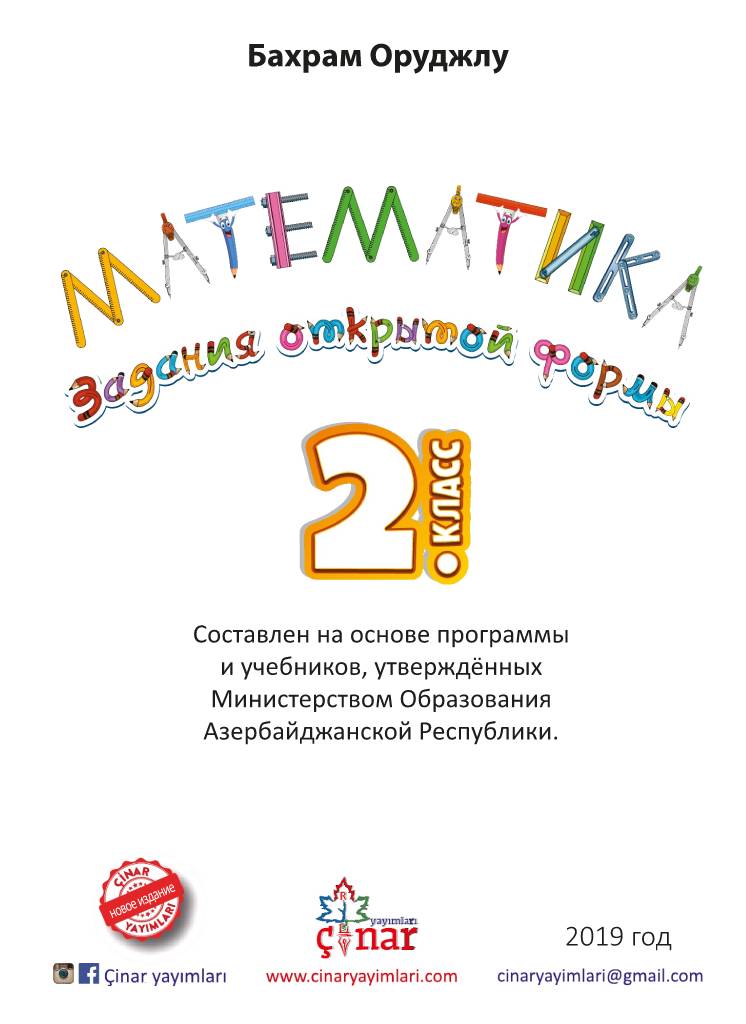 Бахрам Оруджлу
МАТЕМАТИКА
Задания открытой формы
2. КЛАСС
Составлен на основе программы
и учебников, утверждённых
Министерством Образования
Азербайджанской Республики.
ÇİNAR
новое издание
YAYIMLARI
R
yayımları
çınar
2019 год
Çinar yayımları
www.cinaryayimlari.com
cinaryayimlari@gmail.com